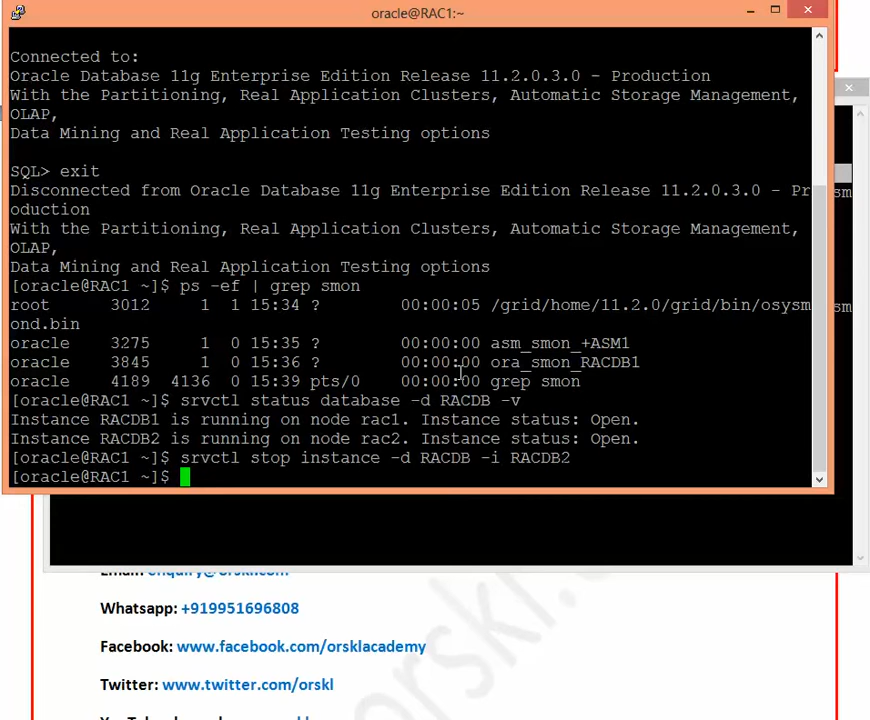 oracle@RAC1:~
Connected to:
Oracle Database 11g Enterprise Edition Release 11.2.0.3.0 - Production
With the Partitioning, Real Application Clusters, Automatic Storage Management,
OLAP,
Data Mining and Real Application Testing options
SQL> exit
Disconnected from Oracle Database 11g Enterprise Edition Release 11.2.0.3.0 - Pr
oduction
With the Partitioning, Real Application Clusters, Automatic Storage Management,
OLAP,
Data Mining and Real Application Testing options
[oracle@RAC1 ~]$ ps -ef | grep smon
root 3012 1 1 15:34 ? 00:00:05 /grid/home/11.2.0/grid/bin/osysm
ond.bin
oracle 3275 1 0 15:35 ? 00:00:00 asm_smon_+ASM1
oracle 3845 1 0 15:36 ? 00:00:00 ora_smon_RACDB1
oracle 4189 4136 0 15:39 pts/0 00:00:00 grep smon
[oracle@RAC1 ~]$ srvctl status database -d RACDB -v
Instance RACDB1 is running on node rac1. Instance status: Open.
Instance RACDB2 is running on node rac2. Instance status: Open.
[oracle@RAC1 ~]$ srvctl stop instance -d RACDB -i RACDB2
[oracle@RAC1 ~]$
sm
sm
Whatsapp: +919951696808
Facebook: www.facebook.com/orsklacademy
Twitter: www.twitter.com/orskl
orskl.